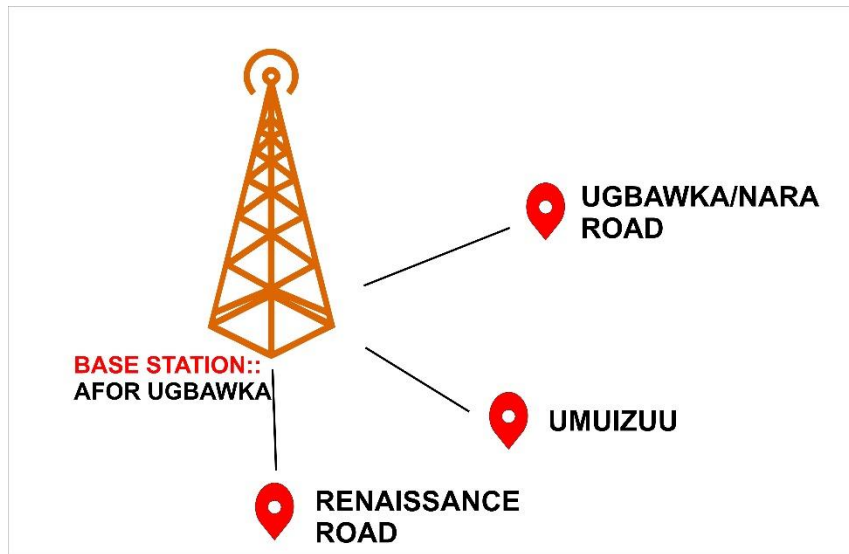 UGBAWKA/NARA
ROAD
BASE STATION::
AFOR UGBAWKA
UMUIZUU
RENAISSANCE
ROAD